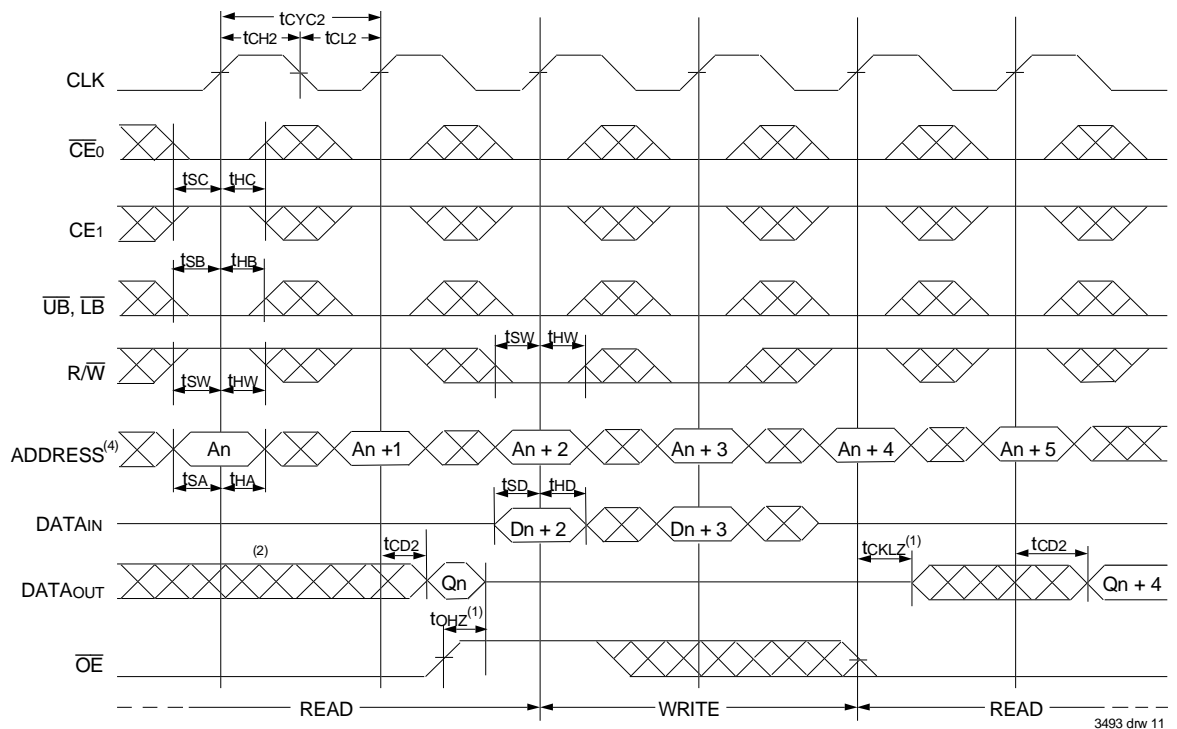 tCYC2
tCH2 tCL2
CLK
CE0
tSC tHC
CE1
tSB tHB
UB, LB
tSW tHW
R/W
tSW tHW
ADDRESS(4) An An +1 An + 2 An + 3 An + 4 An + 5
tSA tHA
tSD tHD
DATAIN Dn + 2 Dn + 3
tCD2 tCKLZ(1) tCD2
(2)
DATAOUT Qn Qn + 4
tOHZ(1)
OE
READ WRITE READ
3493 drw 11